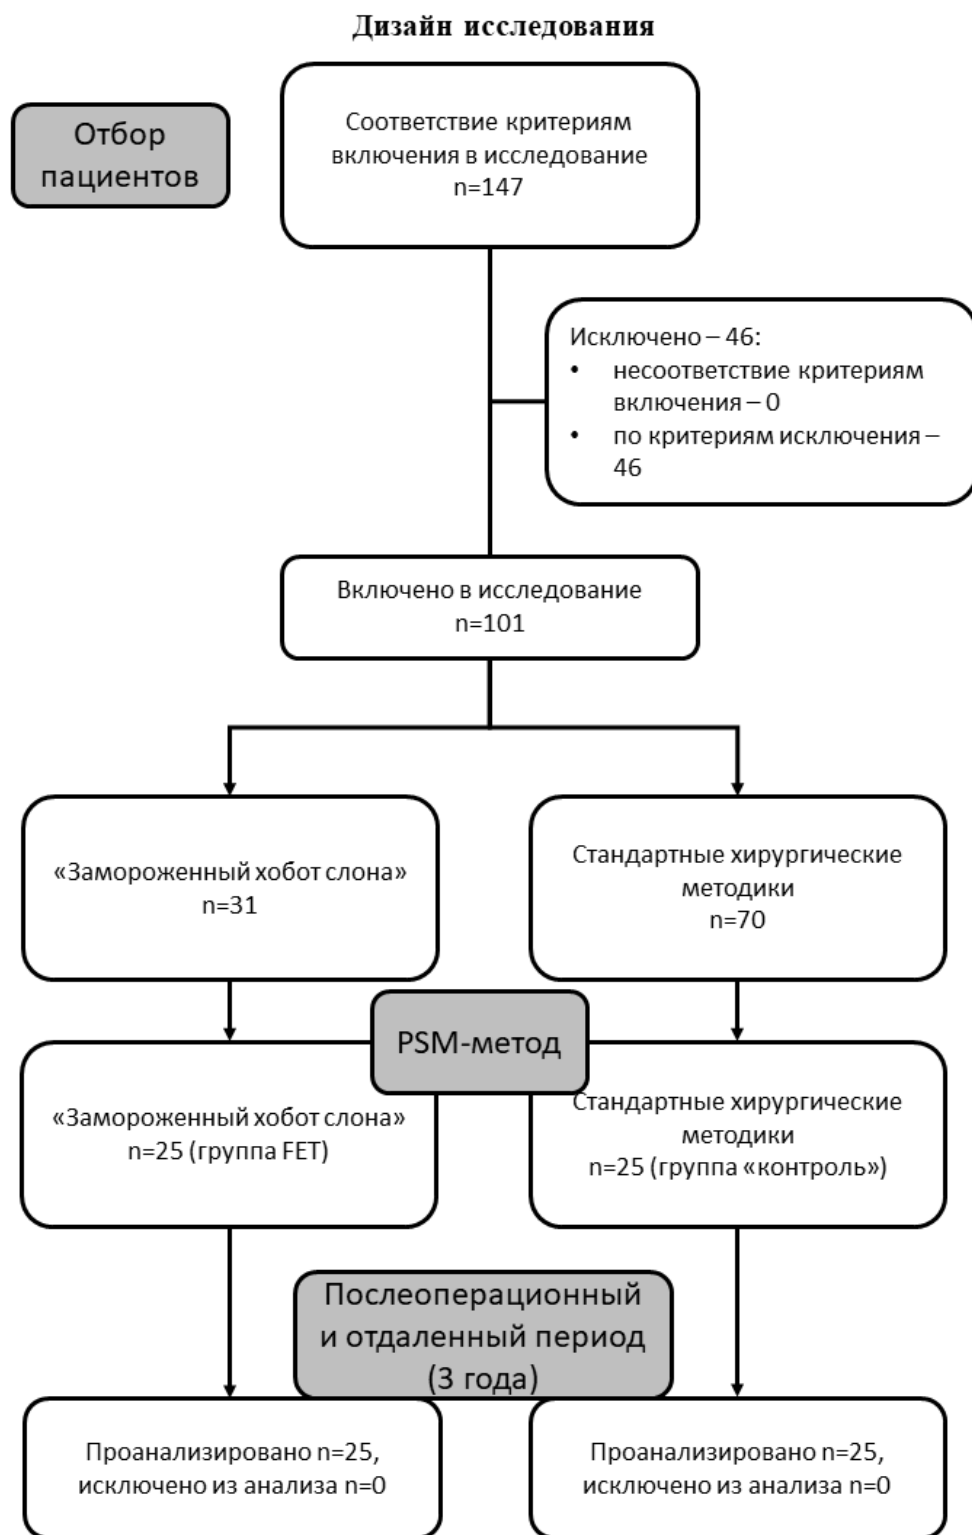 Дизайн исследования
Отбор
пациентов
Соответствие критериям
включения в исследование
n=147
Исключено – 46:
• несоответствие критериям
включения – 0
• по критериям исключения –
46
Включено в исследование
n=101
«Замороженный хобот слона»
n=31
Стандартные хирургические
методики
n=70
PSM-метод
«Замороженный хобот слона»
n=25 (группа FET)
Стандартные хирургические
методики
n=25 (группа «контроль»)
Послеоперационный
и отдаленный период
(3 года)
Проанализировано n=25,
исключено из анализа n=0
Проанализировано n=25,
исключено из анализа n=0